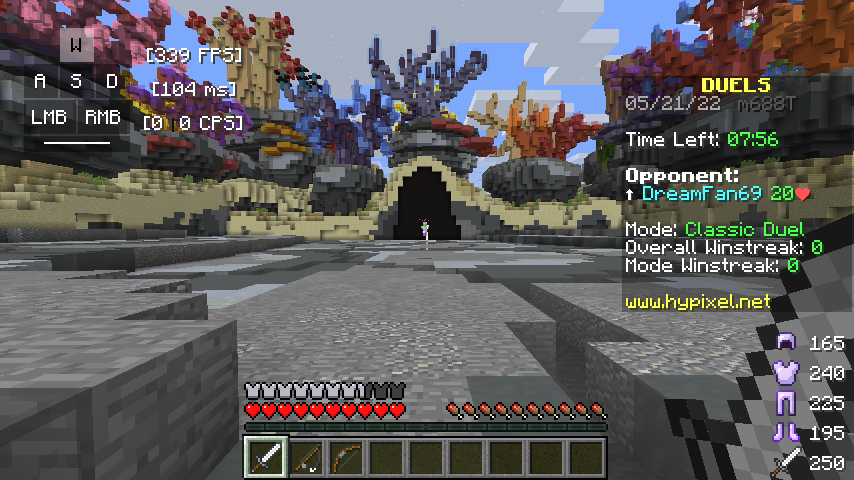 W
A S D
LMB RMB
[339 FPS]
[104 ms]
[0 0 CPS]
DUELS
05/21/22 m688T
Time Left: 07:56
Opponent:
↑ DreamFan69 20❤
Mode: Classic Duel
Overall Winstreak: 0
Mode Winstreak: 0
www.hypixel.net
165
240
225
195
250